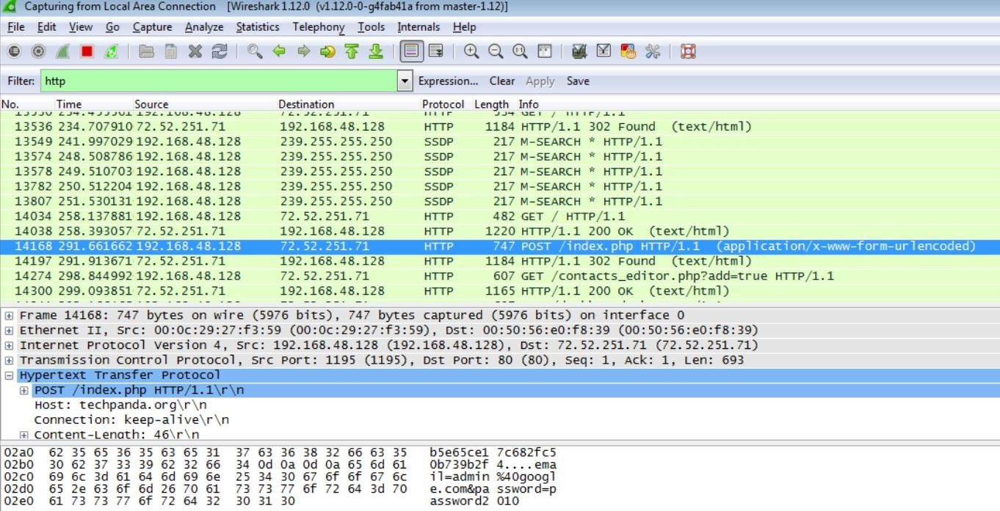 Capturing from Local Area Connection [Wireshark 1.12.0 (v1.12.0-0-g4fab41a from master-1.12)]
File Edit View Go Capture Analyze Statistics Telephony Tools Internals Help
Filter: http Expression... Clear Apply Save
No. Time Source Destination Protocol Length Info
13536 234.707910 72.52.251.71 192.168.48.128 HTTP 1184 HTTP/1.1 302 Found (text/html)
13549 241.997029 192.168.48.128 239.255.255.250 SSDP 217 M-SEARCH * HTTP/1.1
13574 248.508786 192.168.48.128 239.255.255.250 SSDP 217 M-SEARCH * HTTP/1.1
13578 249.510703 192.168.48.128 239.255.255.250 SSDP 217 M-SEARCH * HTTP/1.1
13782 250.512204 192.168.48.128 239.255.255.250 SSDP 217 M-SEARCH * HTTP/1.1
13807 251.530131 192.168.48.128 239.255.255.250 SSDP 217 M-SEARCH * HTTP/1.1
14034 258.137881 192.168.48.128 72.52.251.71 HTTP 482 GET / HTTP/1.1
14038 258.393057 72.52.251.71 192.168.48.128 HTTP 1220 HTTP/1.1 200 OK (text/html)
14168 291.661662 192.168.48.128 72.52.251.71 HTTP 747 POST /index.php HTTP/1.1 (application/x-www-form-urlencoded)
14197 291.913671 72.52.251.71 192.168.48.128 HTTP 1184 HTTP/1.1 302 Found (text/html)
14274 298.844992 192.168.48.128 72.52.251.71 HTTP 607 GET /contacts_editor.php?add=true HTTP/1.1
14300 299.093851 72.52.251.71 192.168.48.128 HTTP 1165 HTTP/1.1 200 OK (text/html)
Frame 14168: 747 bytes on wire (5976 bits), 747 bytes captured (5976 bits) on interface 0
Ethernet II, Src: 00:0c:29:27:f3:59 (00:0c:29:27:f3:59), Dst: 00:50:56:e0:f8:39 (00:50:56:e0:f8:39)
Internet Protocol Version 4, Src: 192.168.48.128 (192.168.48.128), Dst: 72.52.251.71 (72.52.251.71)
Transmission Control Protocol, Src Port: 1195 (1195), Dst Port: 80 (80), Seq: 1, Ack: 1, Len: 693
Hypertext Transfer Protocol
POST /index.php HTTP/1.1\r\n
Host: techpanda.org\r\n
Connection: keep-alive\r\n
Content-Length: 46\r\n
02a0 62 35 65 36 35 63 65 31 37 63 36 38 32 66 63 35 b5e65ce1 7c682fc5
02b0 30 62 37 33 39 62 32 66 34 0d 0a 0d 0a 65 6d 61 0b739b2f 4....ema
02c0 69 6c 3d 61 64 6d 69 6e 25 34 30 67 6f 6f 67 6c il=admin %40googl
02d0 65 2e 63 6f 6d 26 70 61 73 73 77 6f 72 64 3d 70 e.com&pa ssword=p
02e0 61 73 73 77 6f 72 64 32 30 31 30 assword2 010